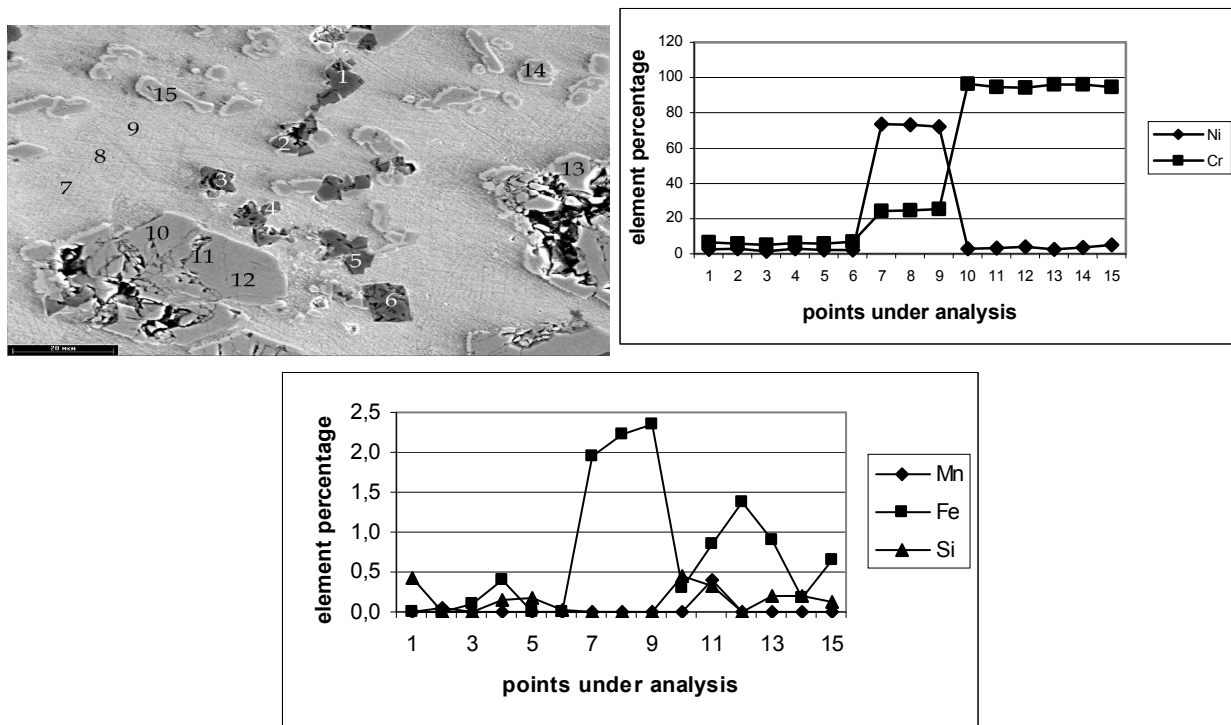 1
14
15
9
2
8
13
3
7
4
10
11
5
12
6
20 мкм
120
100
80
60
40
20
0
element percentage
1 2 3 4 5 6 7 8 9 10 11 12 13 14 15
points under analysis
Ni
Cr
2,5
2,0
1,5
1,0
0,5
0,0
element percentage
1 3 5 7 9 11 13 15
points under analysis
Mn
Fe
Si